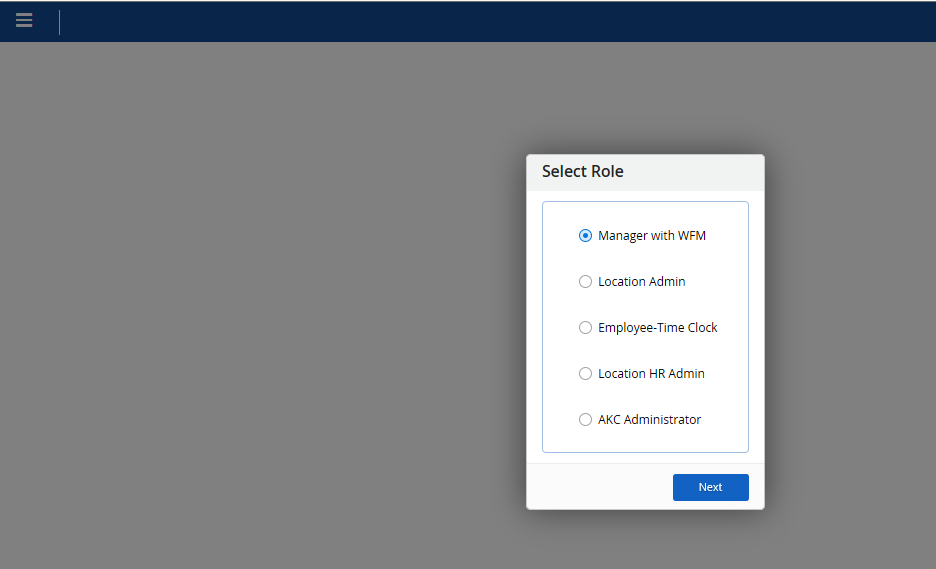 Select Role
Manager with WFM
Location Admin
Employee-Time Clock
Location HR Admin
AKC Administrator
Next